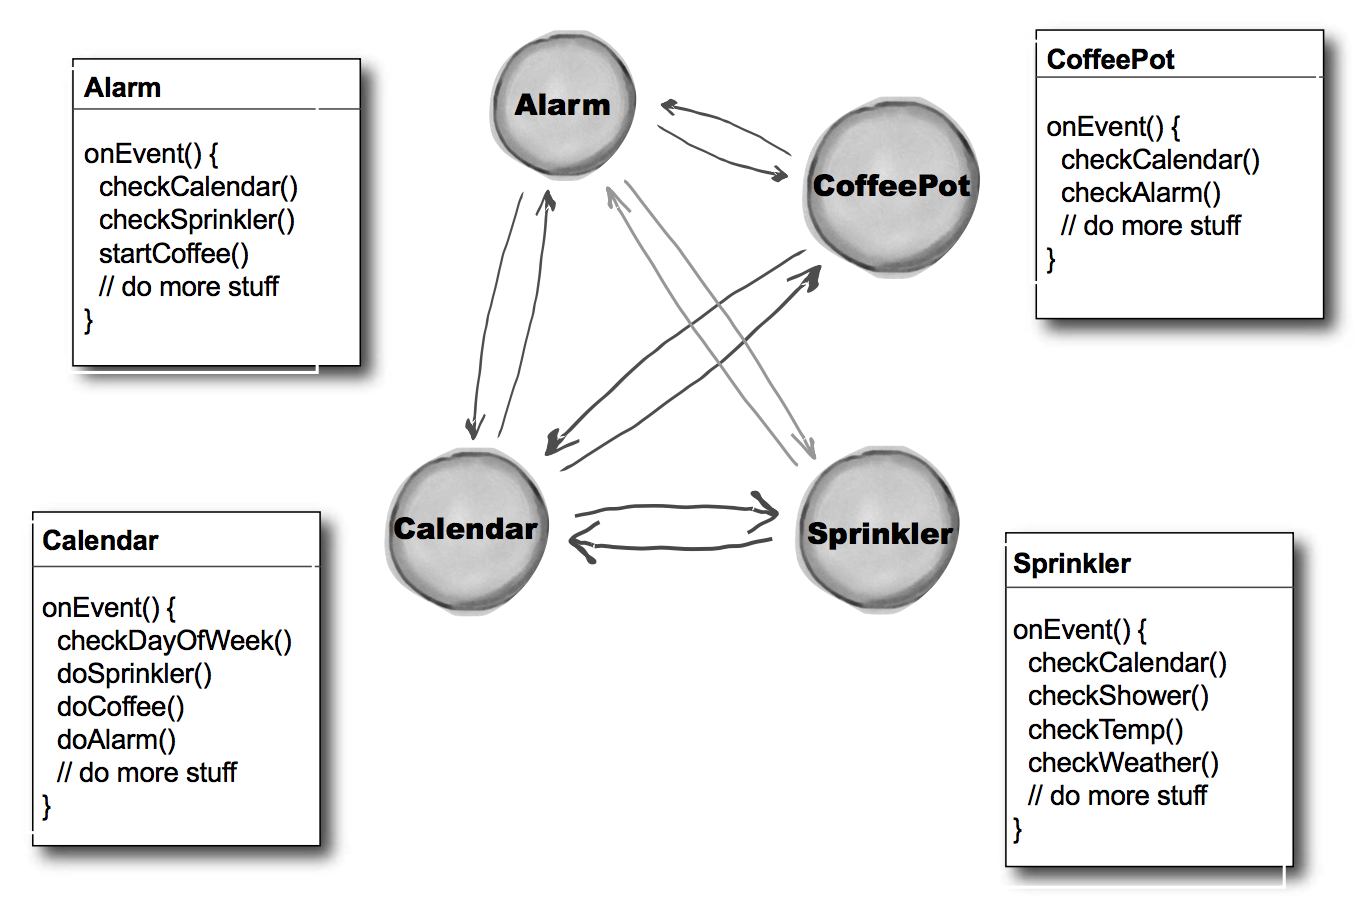 Alarm
onEvent() {
checkCalendar()
checkSprinkler()
startCoffee()
// do more stuff
}
Alarm
CoffeePot
CoffeePot
onEvent() {
checkCalendar()
checkAlarm()
// do more stuff
}
Calendar
Sprinkler
Calendar
onEvent() {
checkDayOfWeek()
doSprinkler()
doCoffee()
doAlarm()
// do more stuff
}
Sprinkler
onEvent() {
checkCalendar()
checkShower()
checkTemp()
checkWeather()
// do more stuff
}